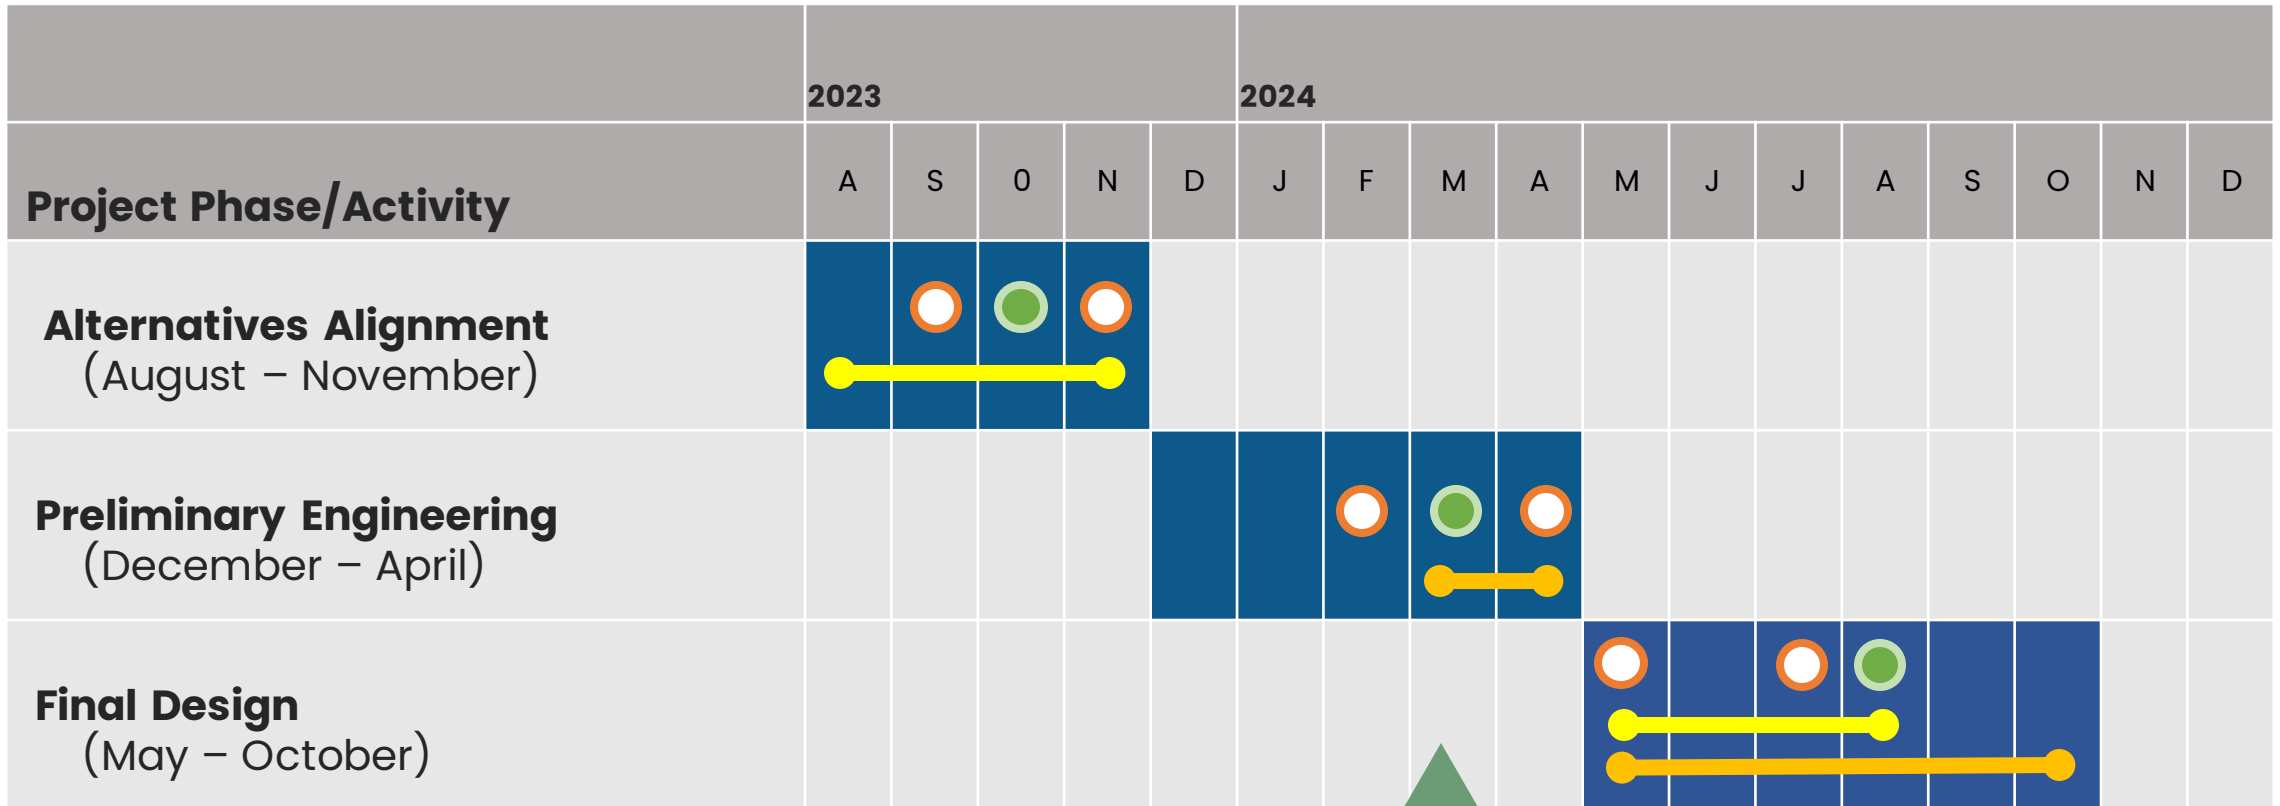 2023 2024
Project Phase/Activity A S 0 N D J F M A M J J A S O N D
Alternatives Alignment
(August – November)
Preliminary Engineering
(December – April)
Final Design
(May – October)